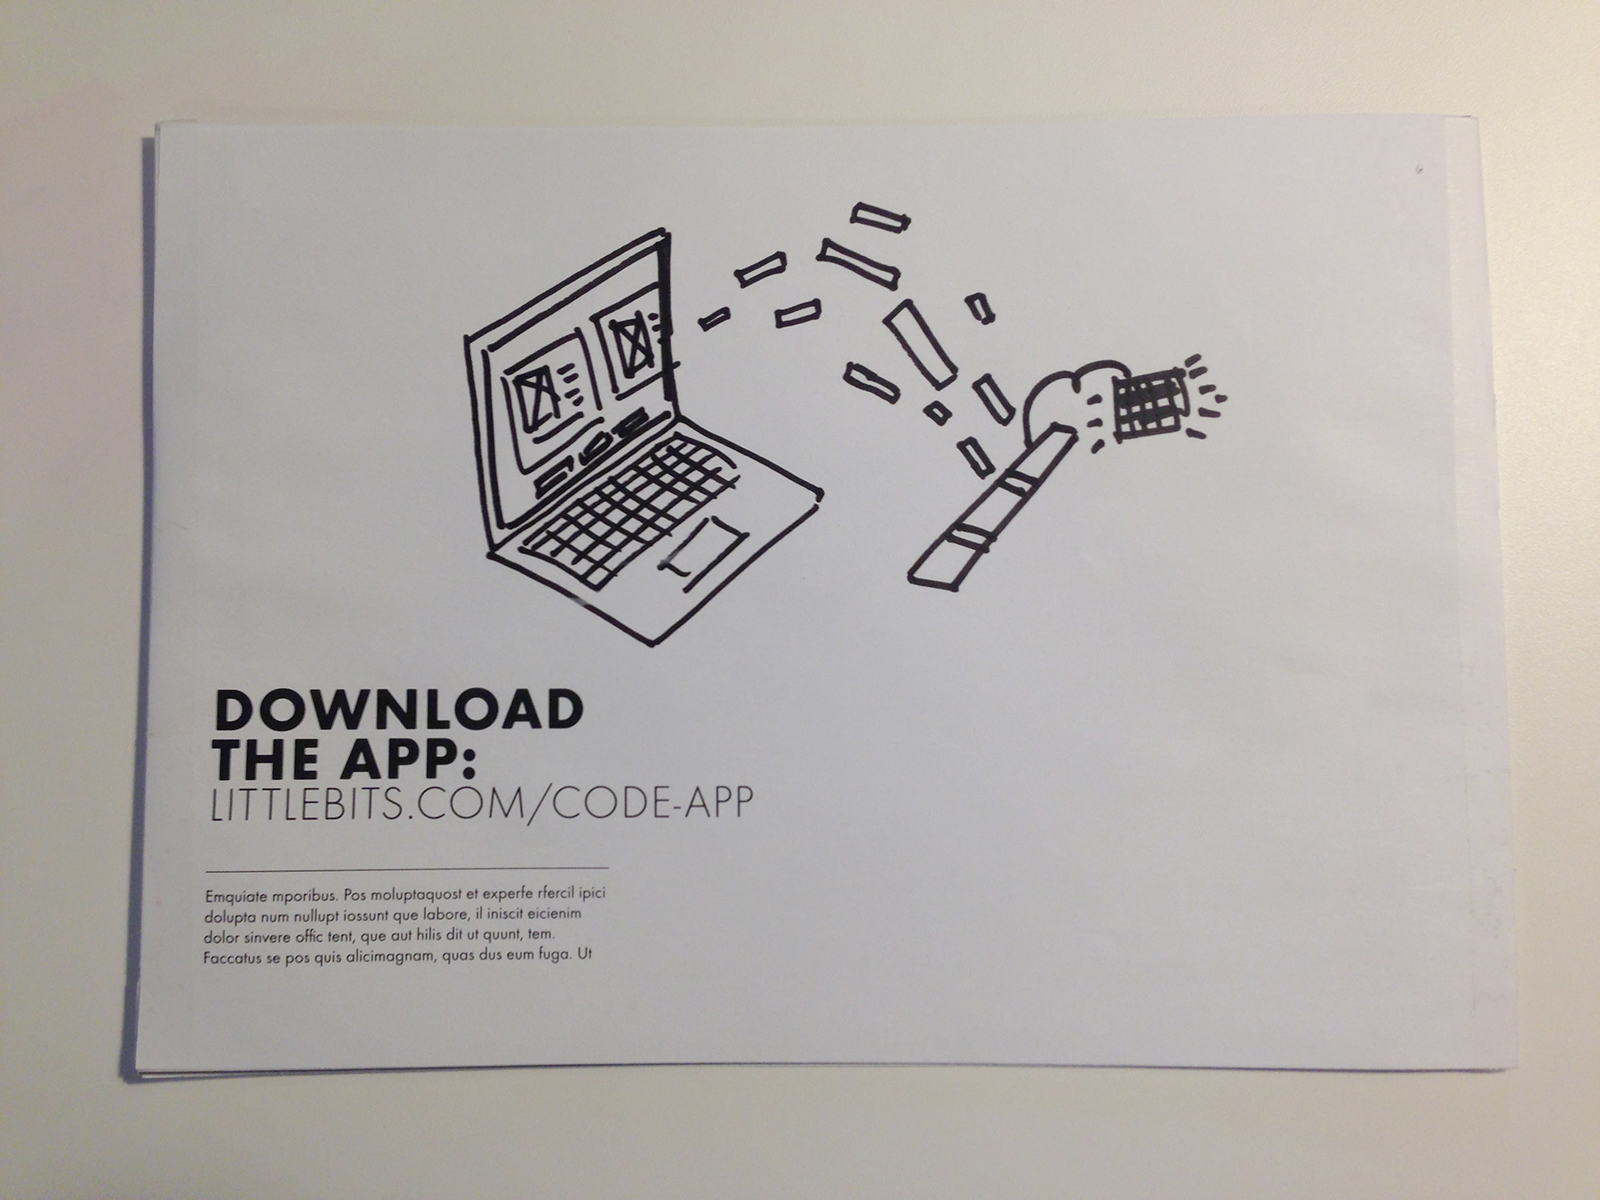 DOWNLOAD
THE APP:
LITTLEBITS.COM/CODE-APP
Emquiate mporibus. Pos moluptaquost et experfe rfercil ipici
dolupta num nullupt iossunt que labore, il iniscit eicienim
dolor sinvere offic tent, que aut hilis dit ut quunt, tem.
Faccatus se pos quis alicimagnam, quas dus eum fuga. Ut